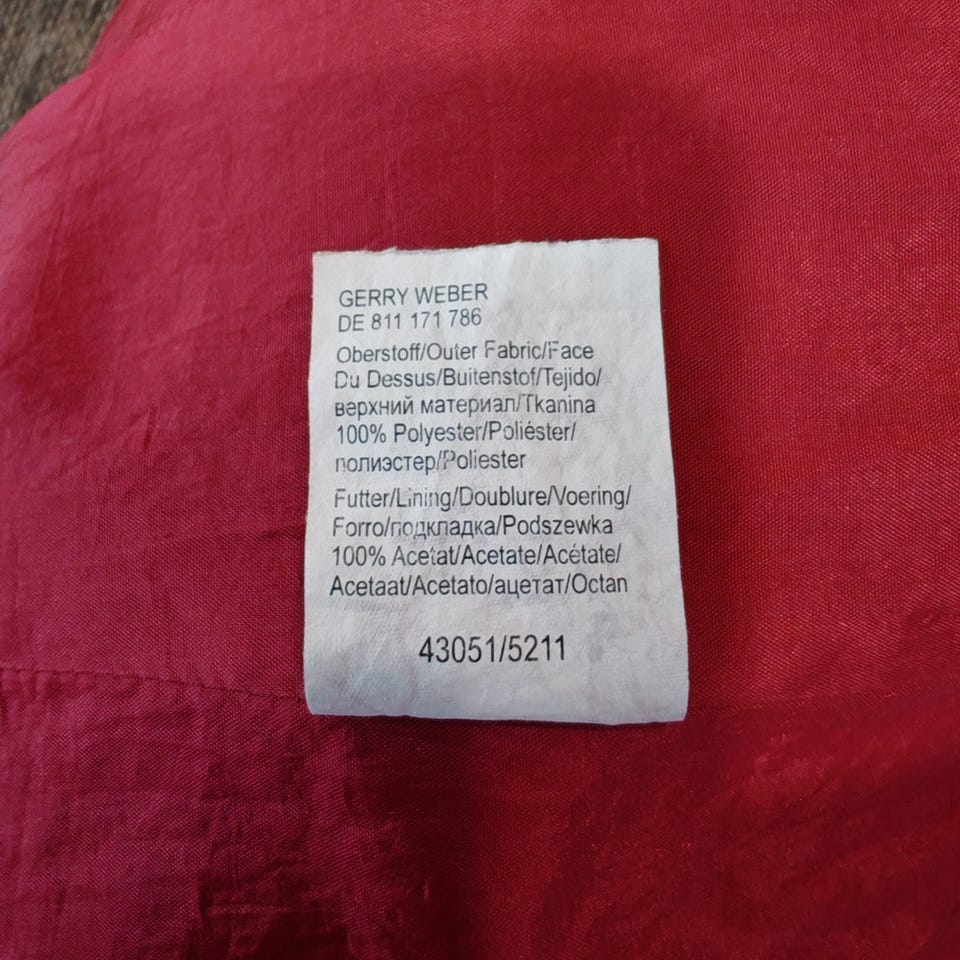 GERRY WEBER
DE 811 171 786
Oberstoff/Outer Fabric/Face
Du Dessus/Buitenstof/Tejido/
верхний материал/Tkanina
100% Polyester/Poliéster/
полиэстер/Poliester
Futter/Lining/Doublure/Voering/
Forro/подкладка/Podszewka
100% Acetat/Acetate/Acétate/
Acetaat/Acetato/ацетат/Octan
43051/5211